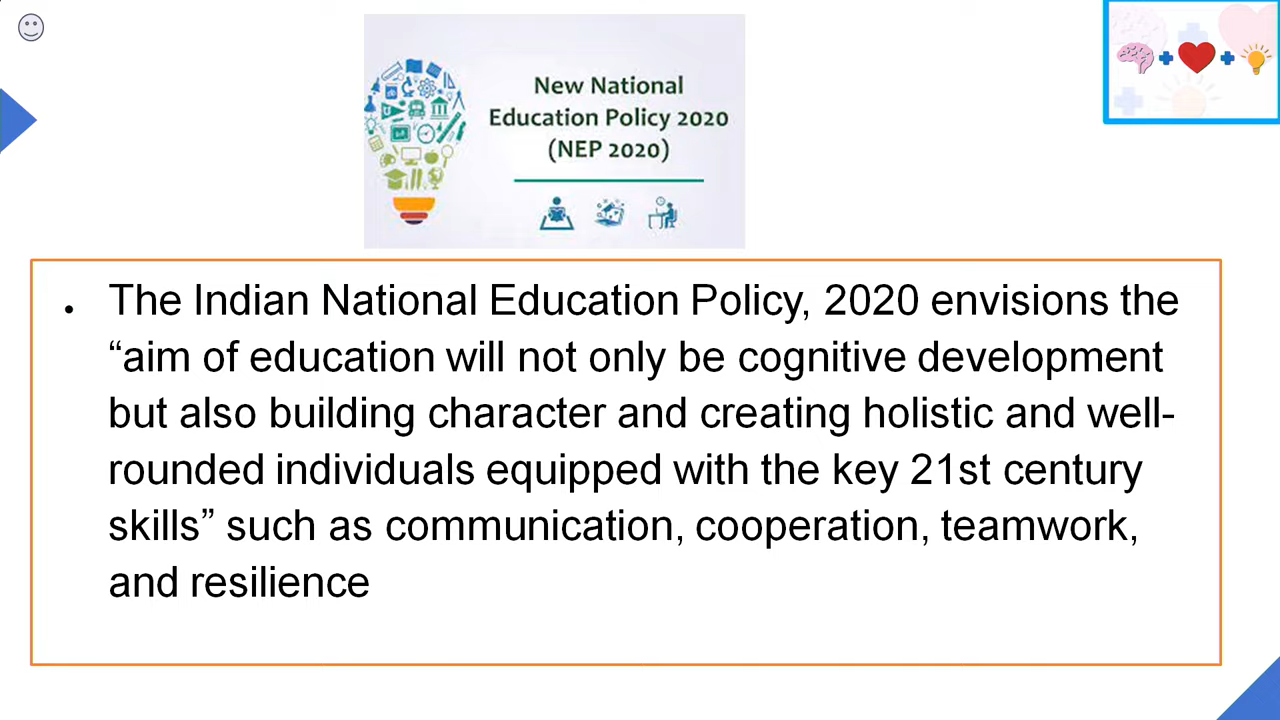 New National
Education Policy 2020
(NEP 2020)
• The Indian National Education Policy, 2020 envisions the
“aim of education will not only be cognitive development
but also building character and creating holistic and well-
rounded individuals equipped with the key 21st century
skills” such as communication, cooperation, teamwork,
and resilience